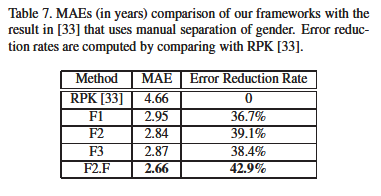 Table 7. MAEs (in years) comparison of our frameworks with the
result in [33] that uses manual separation of gender. Error reduc-
tion rates are computed by comparing with RPK [33].
Method MAE Error Reduction Rate
RPK [33] 4.66 0
F1 2.95 36.7%
F2 2.84 39.1%
F3 2.87 38.4%
F2.F 2.66 42.9%